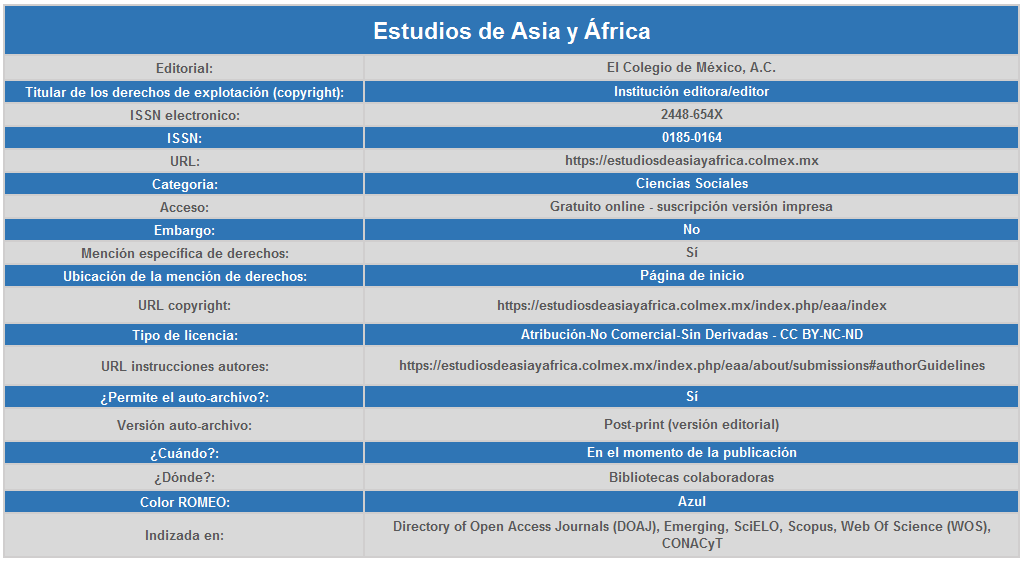 Estudios de Asia y África
Editorial: El Colegio de México, A.C.
Titular de los derechos de explotación (copyright): Institución editora/editor
ISSN electronico: 2448-654X
ISSN: 0185-0164
URL: https://estudiosdeasiayafrica.colmex.mx
Categoria: Ciencias Sociales
Acceso: Gratuito online - suscripción versión impresa
Embargo: No
Mención específica de derechos: Sí
Ubicación de la mención de derechos: Página de inicio
URL copyright: https://estudiosdeasiayafrica.colmex.mx/index.php/eaa/index
Tipo de licencia: Atribución-No Comercial-Sin Derivadas - CC BY-NC-ND
URL instrucciones autores: https://estudiosdeasiayafrica.colmex.mx/index.php/eaa/about/submissions#authorGuidelines
¿Permite el auto-archivo?: Sí
Versión auto-archivo: Post-print (versión editorial)
¿Cuándo?: En el momento de la publicación
¿Dónde?: Bibliotecas colaboradoras
Color ROMEO: Azul
Indizada en: Directory of Open Access Journals (DOAJ), Emerging, SciELO, Scopus, Web Of Science (WOS),
CONACyT